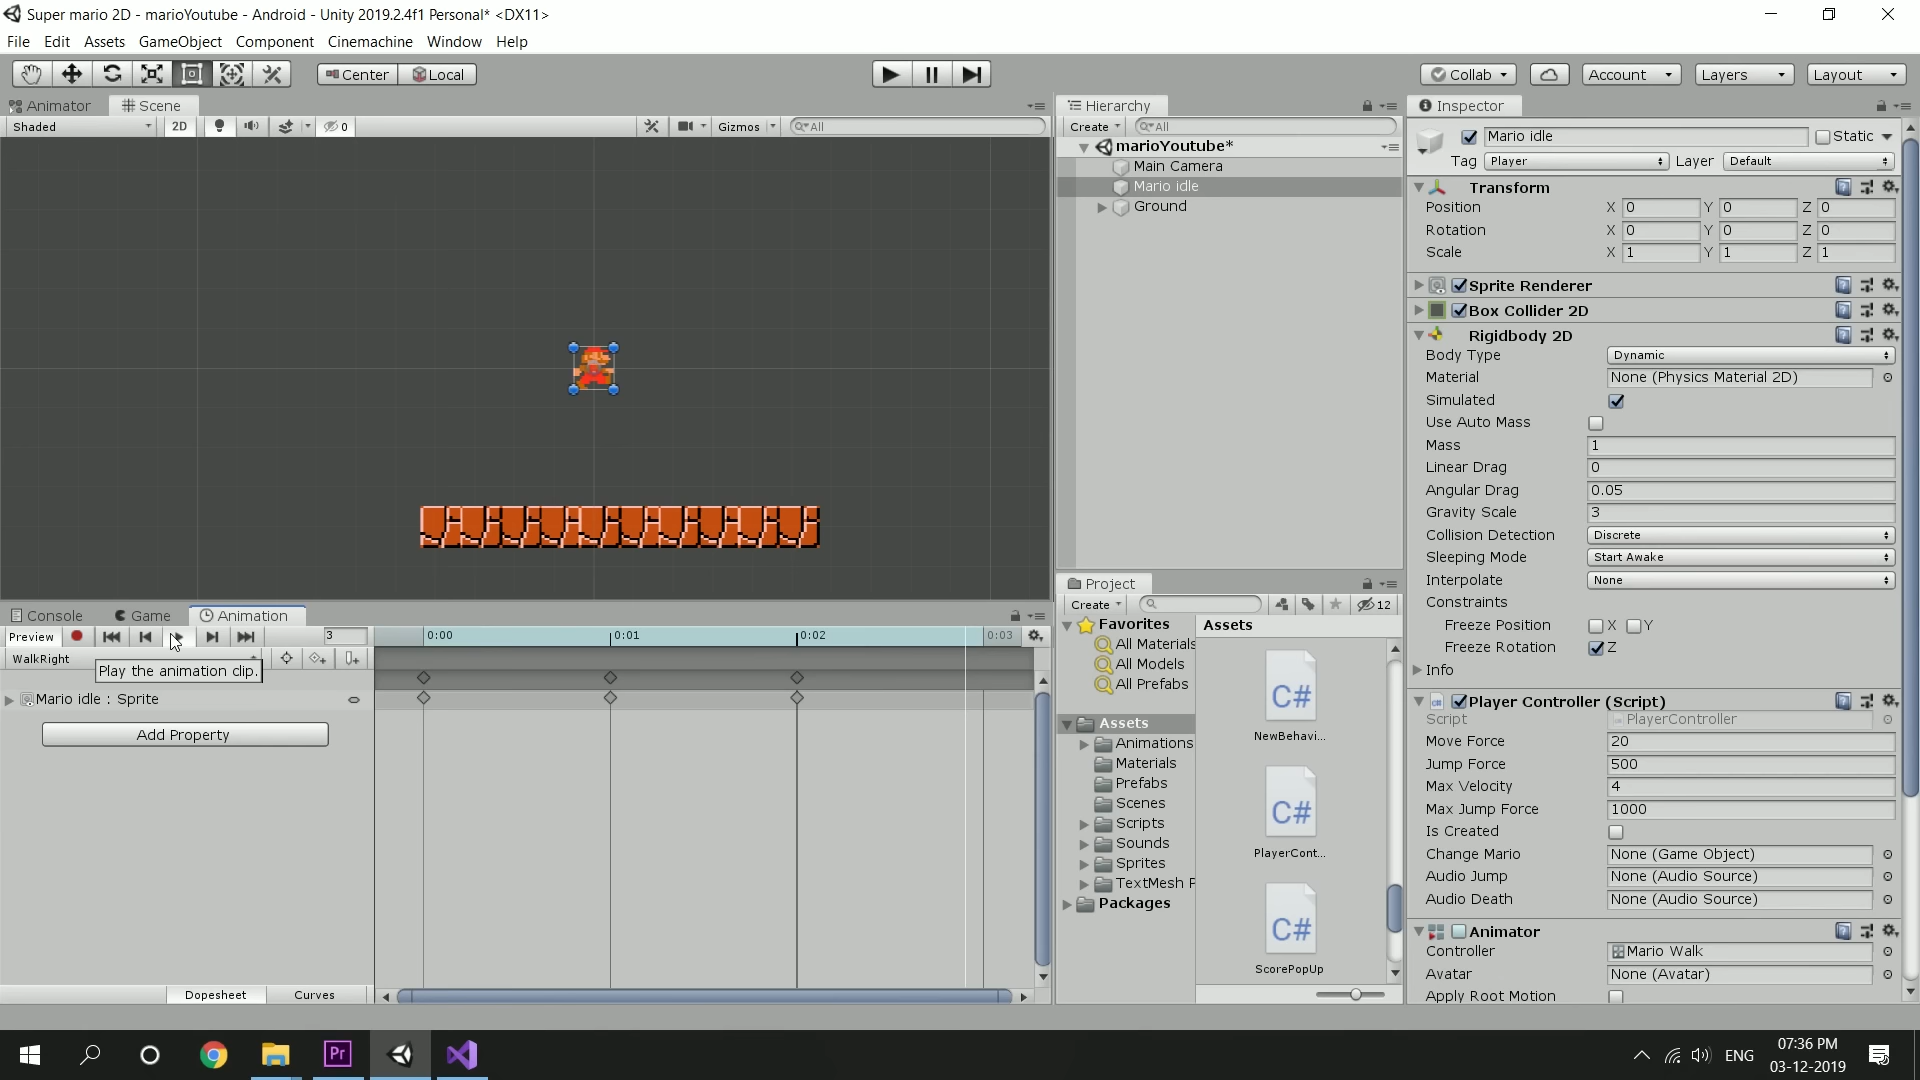 Super mario 2D - marioYoutube - Android - Unity 2019.2.4f1 Personal* <DX11>
File Edit Assets GameObject Component Cinemachine Window Help
Center Local
Collab Account Layers Layout
Animator Scene
Shaded 2D 0 Gizmos All
Hierarchy
Create All
marioYoutube*
Main Camera
Mario idle
Ground
Inspector
Mario idle Static
Tag Player Layer Default
Transform
Position X 0 Y 0 Z 0
Rotation X 0 Y 0 Z 0
Scale X 1 Y 1 Z 1
Sprite Renderer
Box Collider 2D
Rigidbody 2D
Body Type Dynamic
Material None (Physics Material 2D)
Simulated
Use Auto Mass
Mass 1
Linear Drag 0
Angular Drag 0.05
Gravity Scale 3
Collision Detection Discrete
Sleeping Mode Start Awake
Interpolate None
Constraints
Freeze Position X Y
Freeze Rotation Z
Info
Player Controller (Script)
Script PlayerController
Move Force 20
Jump Force 500
Max Velocity 4
Max Jump Force 1000
Is Created
Change Mario None (Game Object)
Audio Jump None (Audio Source)
Audio Death None (Audio Source)
Animator
Controller Mario Walk
Avatar None (Avatar)
Apply Root Motion
Console Game Animation
Preview 3 0:00 0:01 0:02 0:03
WalkRight
Play the animation clip.
Mario idle : Sprite
Add Property
Dopesheet Curves
Project
Create 12
Favorites
All Materials
All Models
All Prefabs
Assets
Animations
Materials
Prefabs
Scenes
Scripts
Sounds
Sprites
TextMesh P
Packages
Assets
C#
NewBehavi...
C#
PlayerCont...
C#
ScorePopUp
Pr
ENG
07:36 PM
03-12-2019